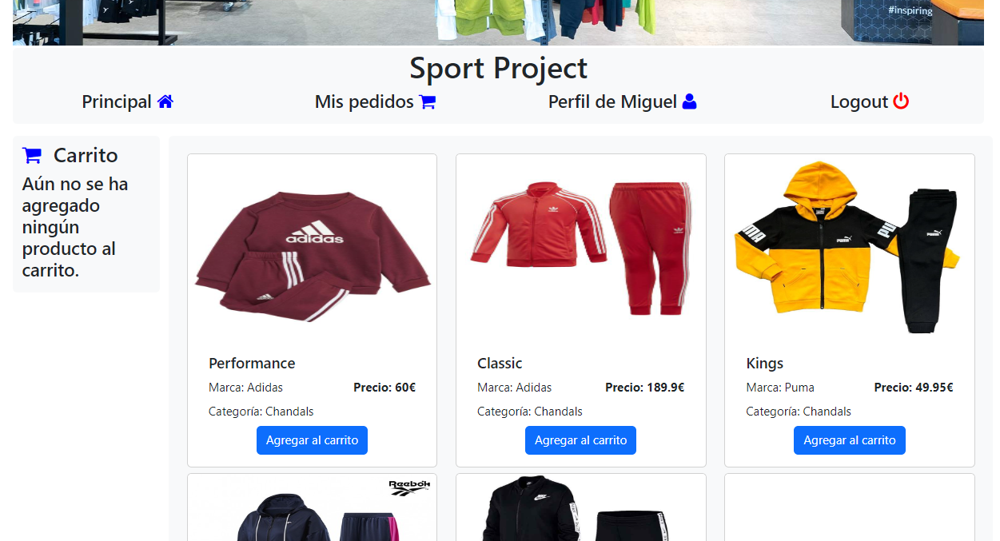 #inspiring
Sport Project
Principal
Mis pedidos
Perfil de Miguel
Logout
Carrito
Aún no se ha
agregado
ningún
producto al
carrito.
adidas
PUMA
PUMA
Performance
Marca: Adidas
Precio: 60€
Categoría: Chandals
Agregar al carrito
Classic
Marca: Adidas
Precio: 189.9€
Categoría: Chandals
Agregar al carrito
Kings
Marca: Puma
Precio: 49.95€
Categoría: Chandals
Agregar al carrito
Reebok